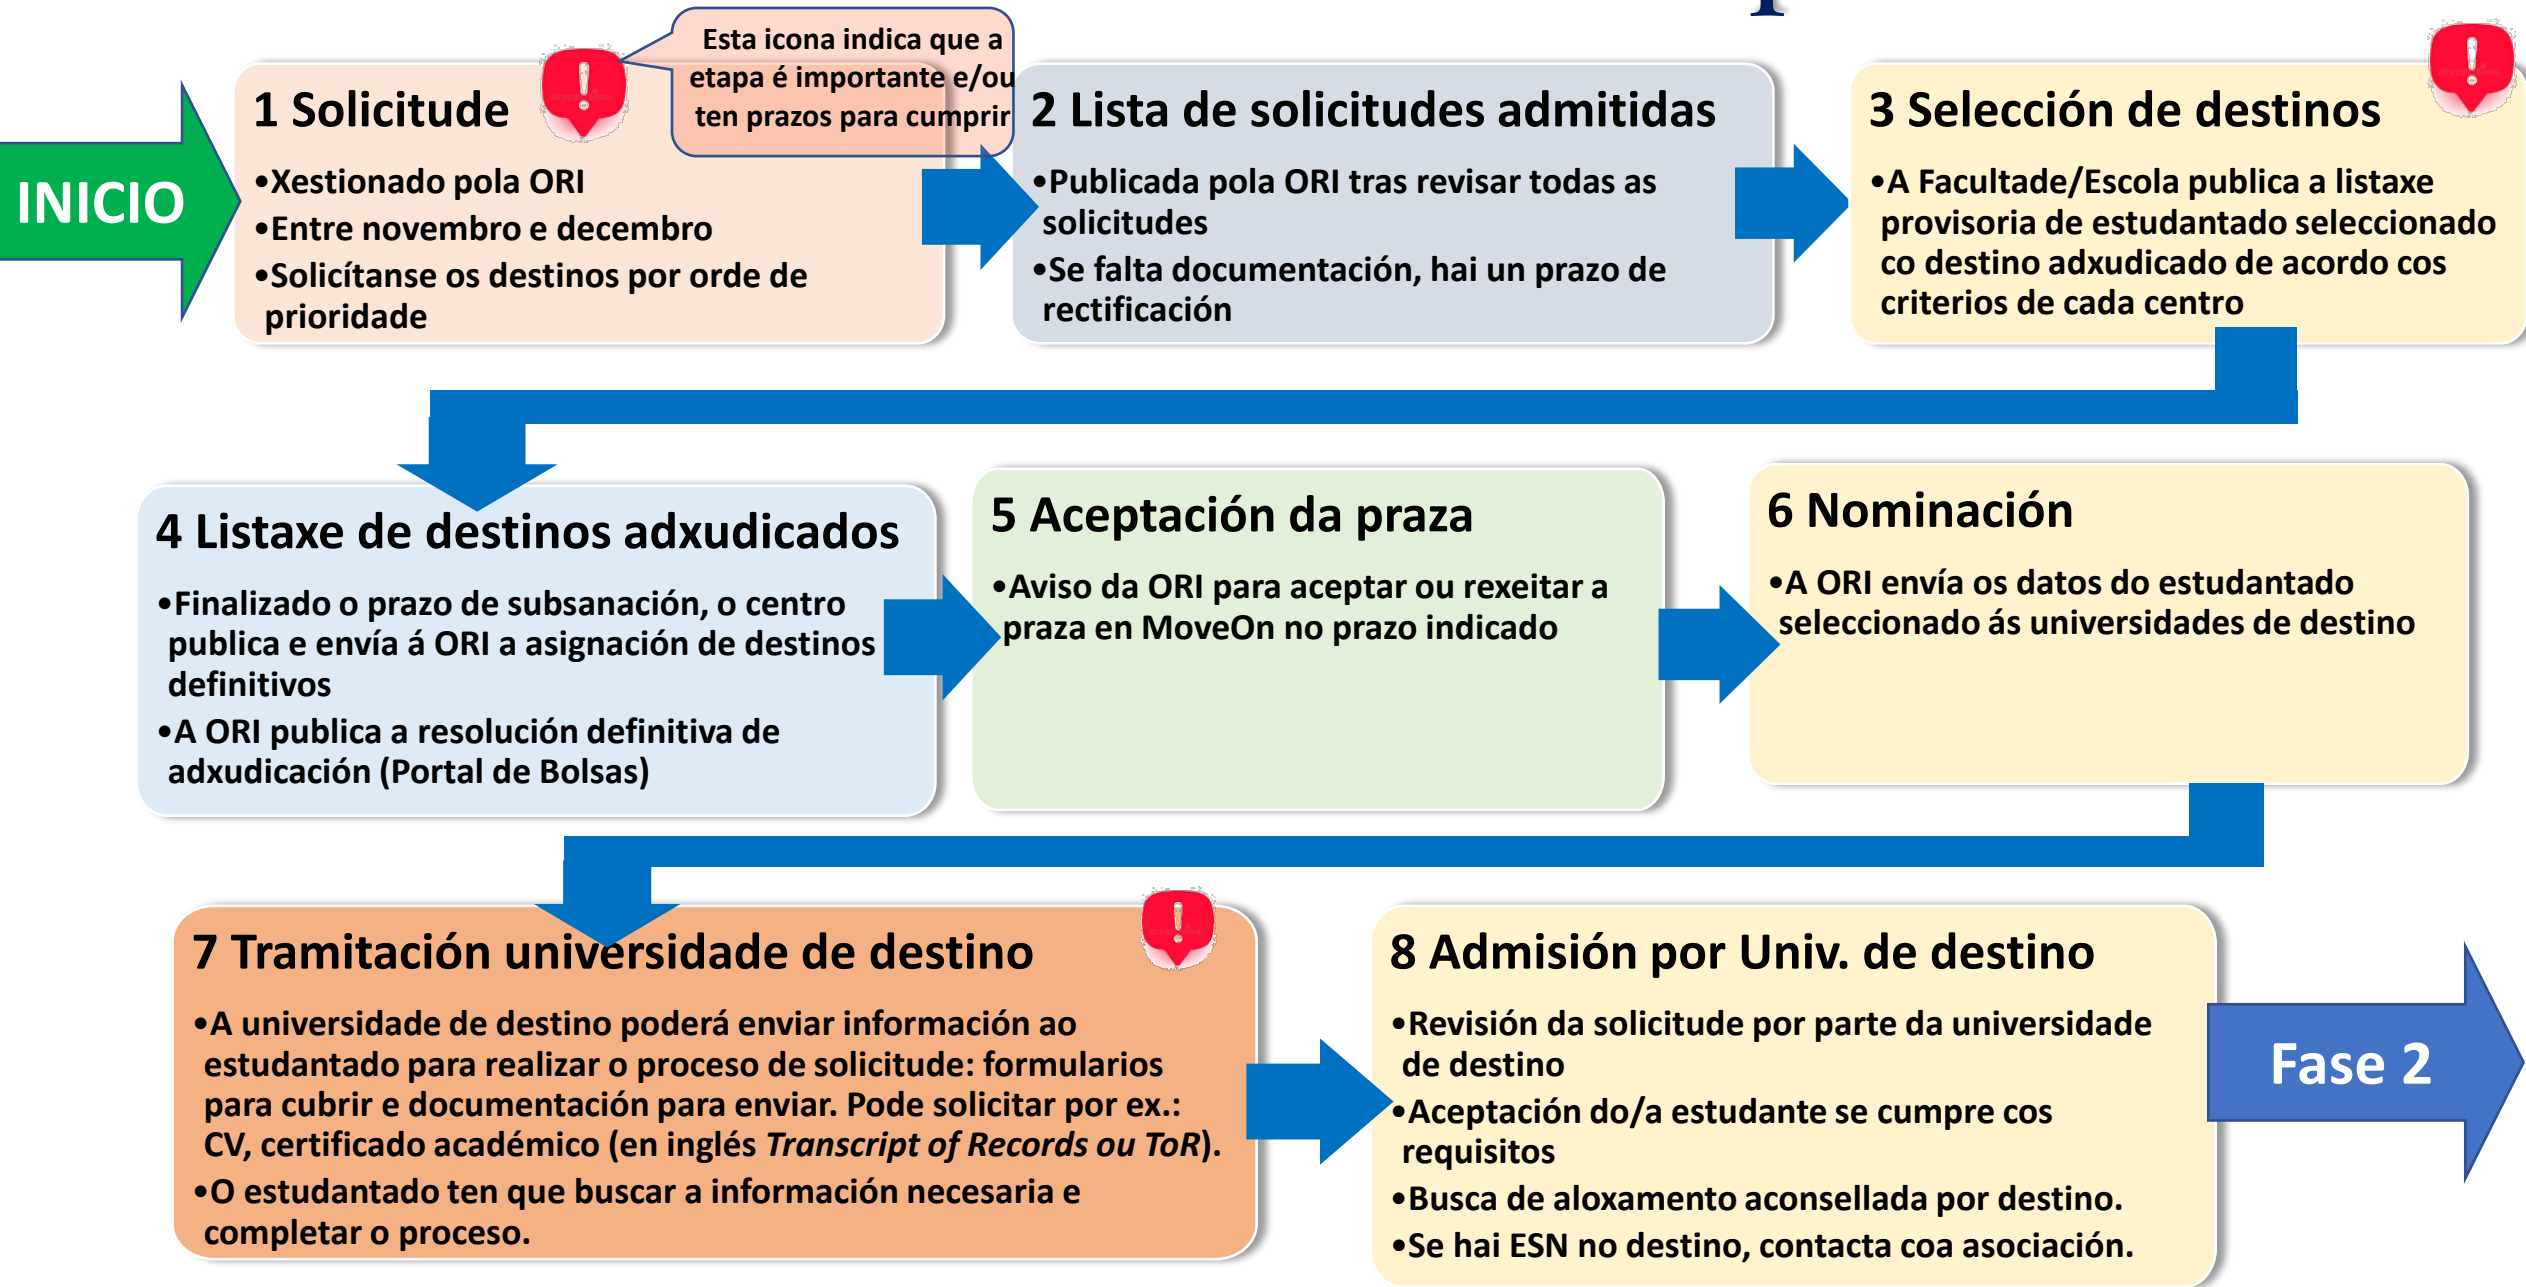 Esta icona indica que a
etapa é importante e/ou
ten prazos para cumprir
INICIO
1 Solicitude
•Xestionado pola ORI
•Entre novembro e decembro
•Solicítanse os destinos por orde de
prioridade
2 Lista de solicitudes admitidas
•Publicada pola ORI tras revisar todas as
solicitudes
•Se falta documentación, hai un prazo de
rectificación
3 Selección de destinos
•A Facultade/Escola publica a listaxe
provisoria de estudantado seleccionado
co destino adxudicado de acordo cos
criterios de cada centro
4 Listaxe de destinos adxudicados
•Finalizado o prazo de subsanación, o centro
publica e envía á ORI a asignación de destinos
definitivos
•A ORI publica a resolución definitiva de
adxudicación (Portal de Bolsas)
5 Aceptación da praza
•Aviso da ORI para aceptar ou rexeitar a
praza en MoveOn no prazo indicado
6 Nominación
•A ORI envía os datos do estudantado
seleccionado ás universidades de destino
7 Tramitación universidade de destino
•A universidade de destino poderá enviar información ao
estudantado para realizar o proceso de solicitude: formularios
para cubrir e documentación para enviar. Pode solicitar por ex.:
CV, certificado académico (en inglés Transcript of Records ou ToR).
•O estudantado ten que buscar a información necesaria e
completar o proceso.
8 Admisión por Univ. de destino
•Revisión da solicitude por parte da universidade
de destino
•Aceptación do/a estudante se cumpre cos
requisitos
•Busca de aloxamento aconsellada por destino.
•Se hai ESN no destino, contacta coa asociación.
Fase 2